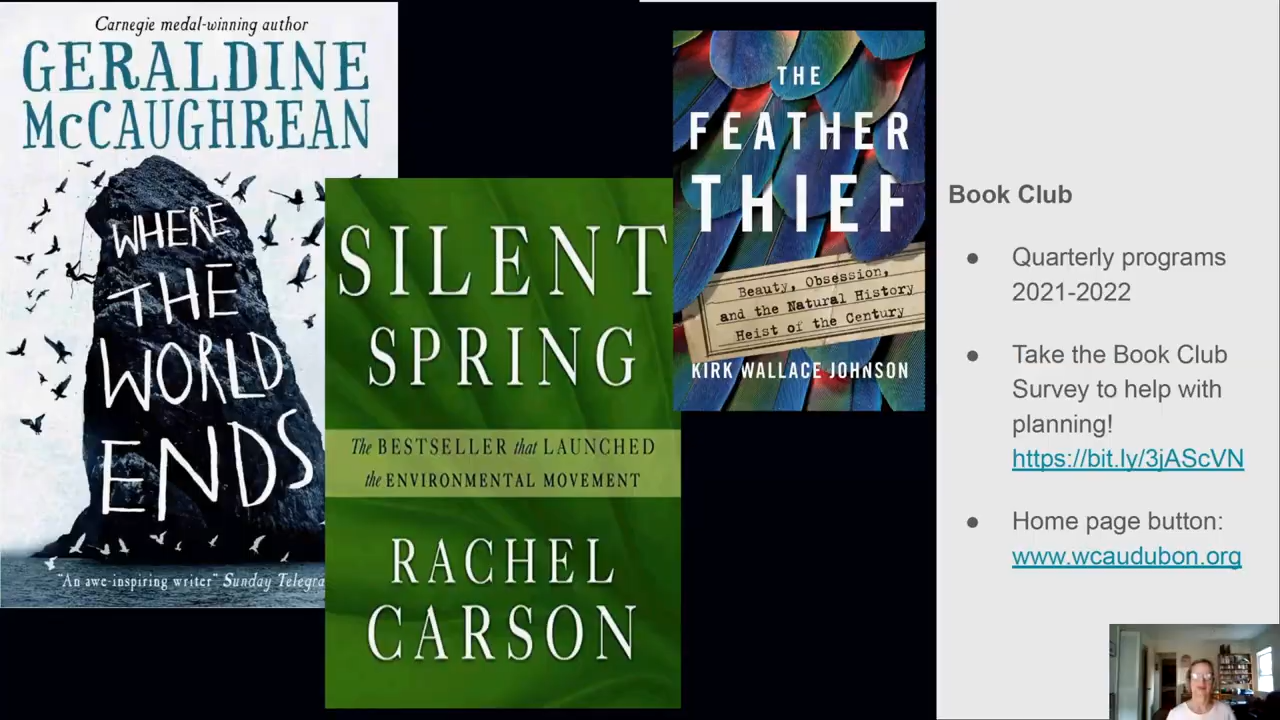 Carnegie medal-winning author
GERALDINE
McCAUGHREAN
WHERE
THE
WORLD
ENDS
"An awe-inspiring writer" Sunday Telegra
SILENT
SPRING
The BESTSELLER that LAUNCHED
the ENVIRONMENTAL MOVEMENT
RACHEL
CARSON
THE
FEATHER
THIEF
Beauty, Obsession,
and the Natural History
Heist of the Century
KIRK WALLACE JOHNSON
Book Club
● Quarterly programs
2021-2022
● Take the Book Club
Survey to help with
planning!
https://bit.ly/3jAScVN
● Home page button:
www.wcaudubon.org